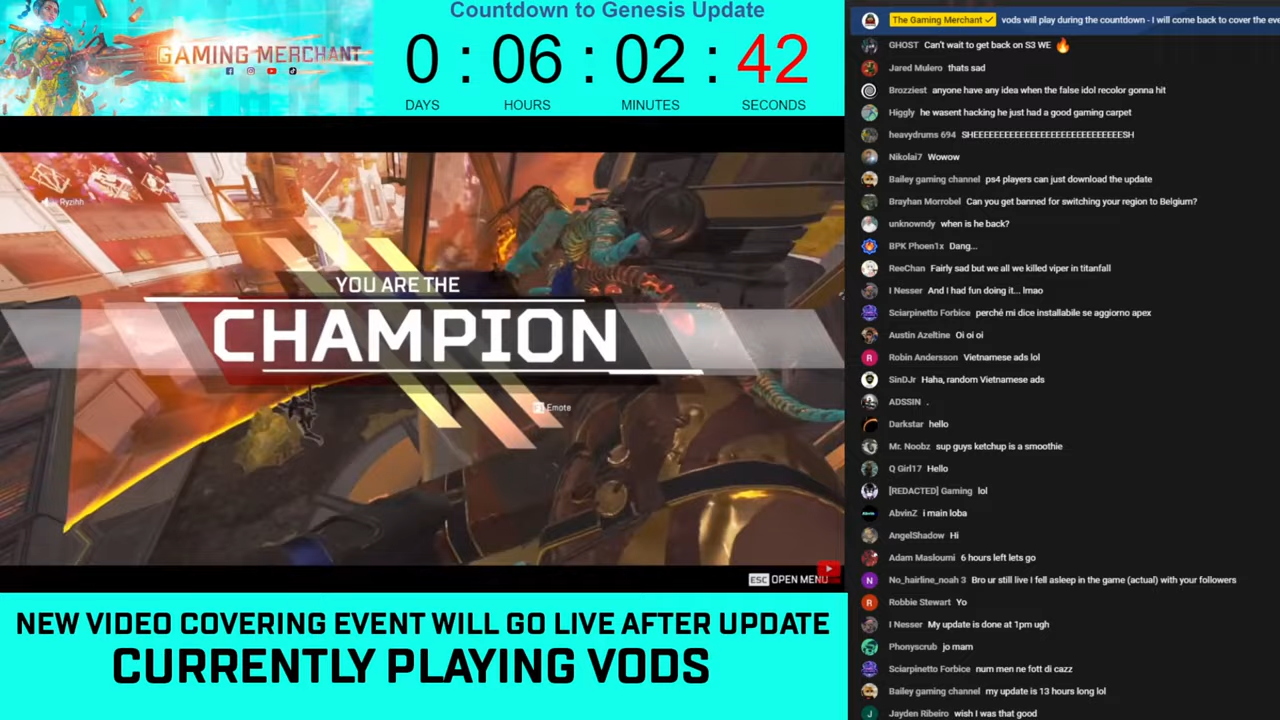 GAMING MERCHANT
Countdown to Genesis Update
0 : 06 : 02 : 42
DAYS HOURS MINUTES SECONDS
Ryzihh
YOU ARE THE
CHAMPION
Emote
ESC OPEN MENU
NEW VIDEO COVERING EVENT WILL GO LIVE AFTER UPDATE
CURRENTLY PLAYING VODS
The Gaming Merchant vods will play during the countdown - I will come back to cover the eve
GHOST Can't wait to get back on S3 WE 🔥
Jared Mulero thats sad
Brozziest anyone have any idea when the false idol recolor gonna hit
Higgly he wasent hacking he just had a good gaming carpet
heavydrums 694 SHEEEEEEEEEEEEEEEEEEEEEEEEEEEESH
Nikolai7 Wowow
Bailey gaming channel ps4 players can just download the update
Brayhan Morrobel Can you get banned for switching your region to Belgium?
unknowndy when is he back?
BPK Phoen1x Dang...
ReeChan Fairly sad but we all we killed viper in titanfall
I Nesser And I had fun doing it... lmao
Sciarpinetto Forbice perché mi dice installabile se aggiorno apex
Austin Azeltine Oi oi oi
R Robin Andersson Vietnamese ads lol
SinDJr Haha, random Vietnamese ads
ADSSIN .
Darkstar hello
Mr. Noobz sup guys ketchup is a smoothie
Q Girl17 Hello
[REDACTED] Gaming lol
AbvinZ i main loba
AngelShadow Hi
Adam Masloumi 6 hours left lets go
N No_hairline_noah 3 Bro ur still live I fell asleep in the game (actual) with your followers
R Robbie Stewart Yo
I Nesser My update is done at 1pm ugh
Phonyscrub jo mam
Sciarpinetto Forbice num men ne fott di cazz
Bailey gaming channel my update is 13 hours long lol
J Jayden Ribeiro wish I was that good